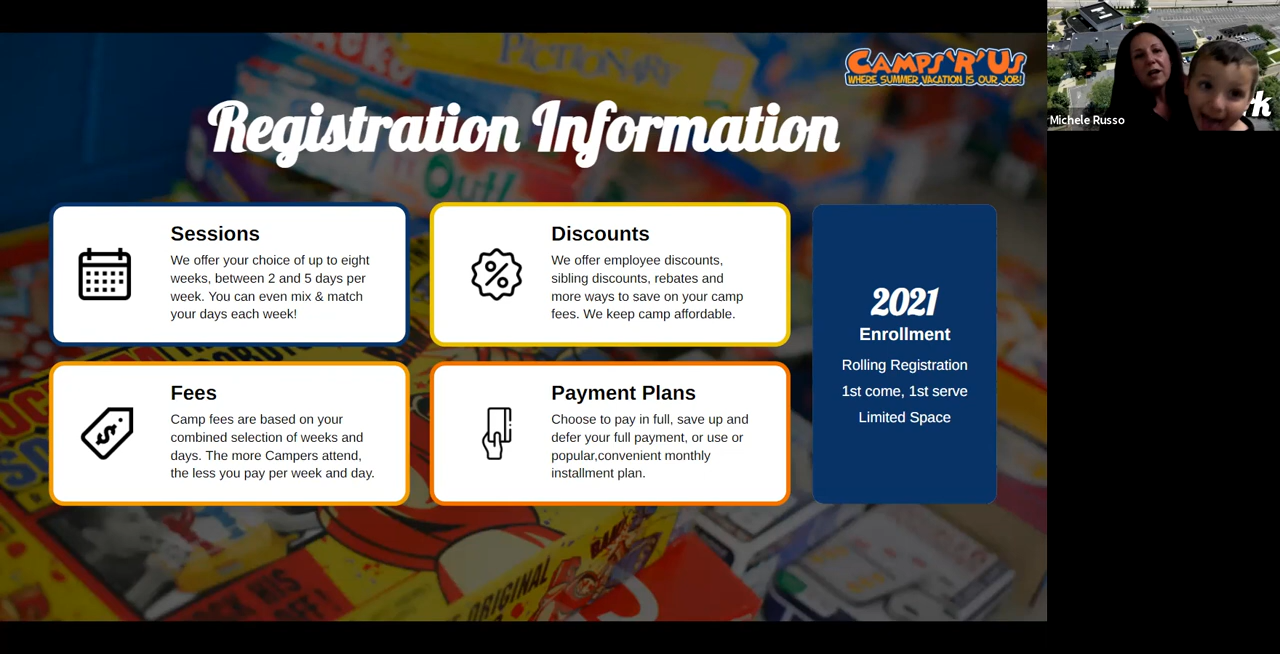 PICTIONARY
CAMPS 'R' US
WHERE SUMMER VACATION IS OUR JOB!
Registration Information
Out!
Sessions
We offer your choice of up to eight
weeks, between 2 and 5 days per
week. You can even mix & match
your days each week!
Discounts
We offer employee discounts,
sibling discounts, rebates and
more ways to save on your camp
fees. We keep camp affordable.
Fees
Camp fees are based on your
combined selection of weeks and
days. The more Campers attend,
the less you pay per week and day.
Payment Plans
Choose to pay in full, save up and
defer your full payment, or use or
popular,convenient monthly
installment plan.
2021
Enrollment
Rolling Registration
1st come, 1st serve
Limited Space
ORIGINAL
k
Michele Russo